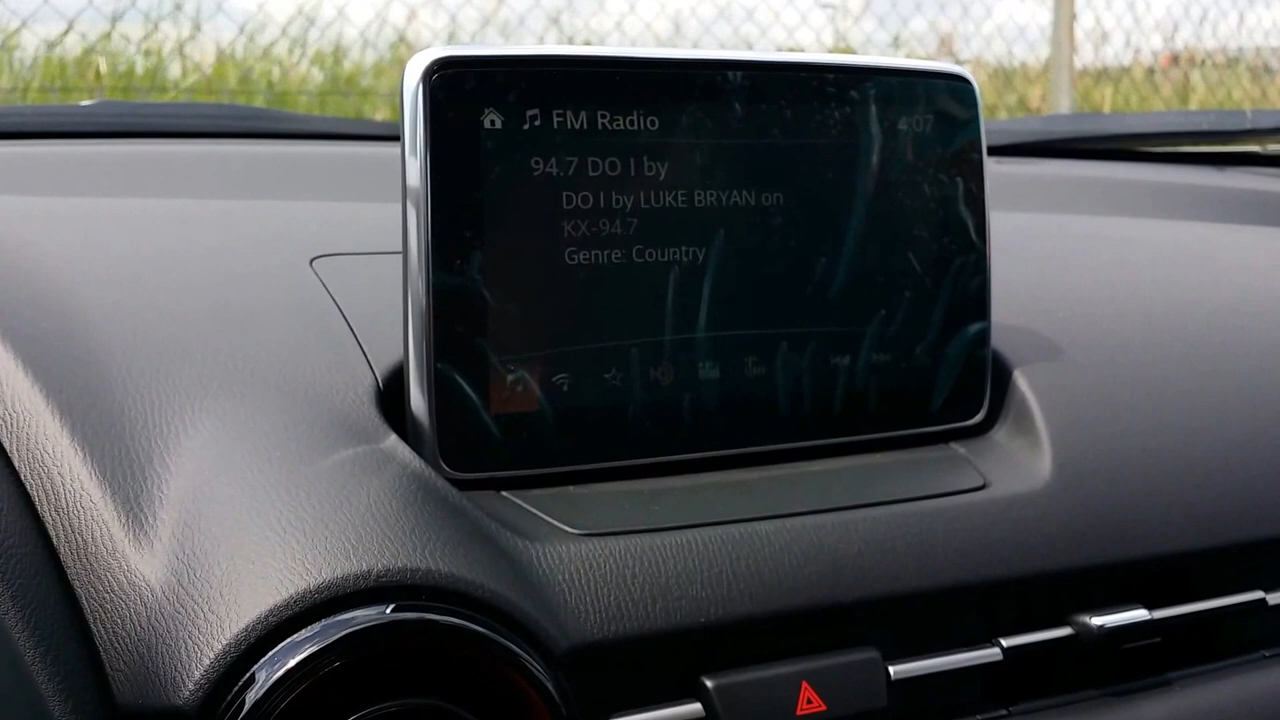 FM Radio
4:07
94.7 DO I by
DO I by LUKE BRYAN on
KX-94.7
Genre: Country